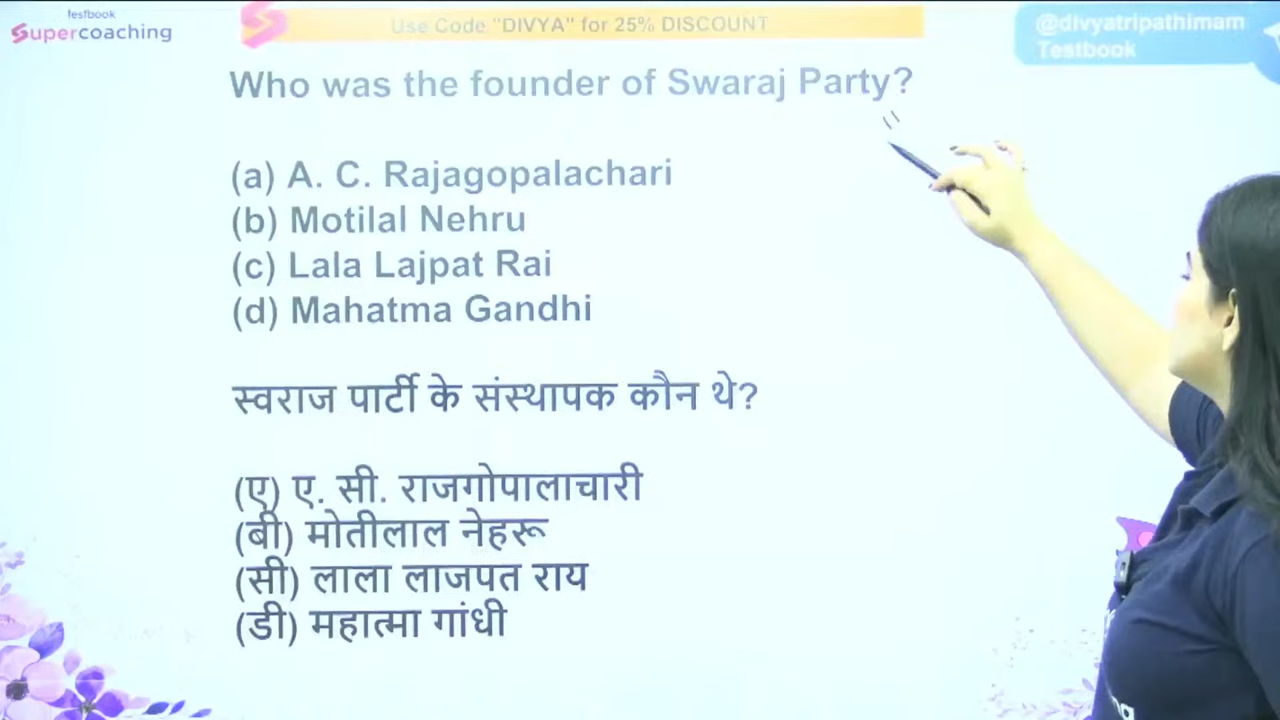 testbook
Supercoaching
Use Code "DIVYA" for 25% DISCOUNT
@divyatripathimam
Testbook
Who was the founder of Swaraj Party?
(a) A. C. Rajagopalachari
(b) Motilal Nehru
(c) Lala Lajpat Rai
(d) Mahatma Gandhi
स्वराज पार्टी के संस्थापक कौन थे?
(ए) ए. सी. राजगोपालाचारी
(बी) मोतीलाल नेहरू
(सी) लाला लाजपत राय
(डी) महात्मा गांधी